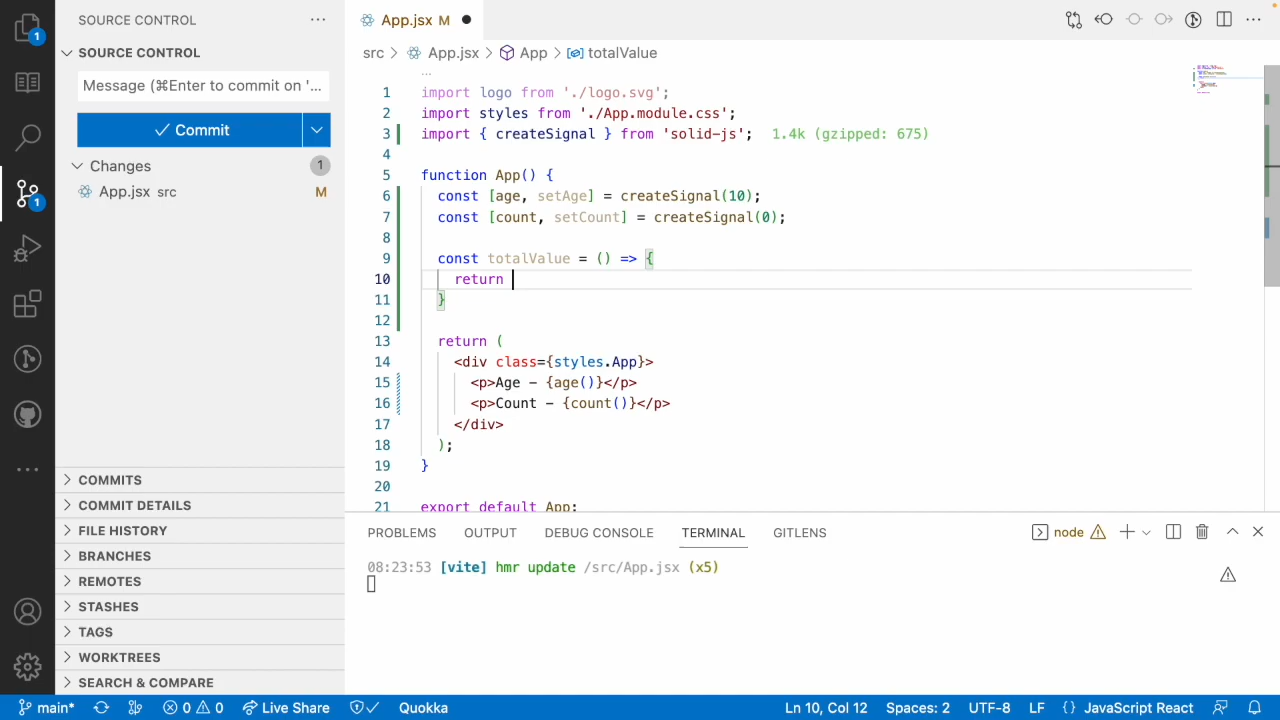 SOURCE CONTROL
SOURCE CONTROL
Message (⌘Enter to commit on '...
Commit
Changes 1
App.jsx src M
COMMITS
COMMIT DETAILS
FILE HISTORY
BRANCHES
REMOTES
STASHES
TAGS
WORKTREES
SEARCH & COMPARE
1
1
App.jsx M
src > App.jsx > App > totalValue
1 import logo from './logo.svg';
2 import styles from './App.module.css';
3 import { createSignal } from 'solid-js'; 1.4k (gzipped: 675)
4
5 function App() {
6 const [age, setAge] = createSignal(10);
7 const [count, setCount] = createSignal(0);
8
9 const totalValue = () => {
10 return
11 }
12
13 return (
14 <div class={styles.App}>
15 <p>Age - {age()}</p>
16 <p>Count - {count()}</p>
17 </div>
18 );
19 }
20
21 export default App;
PROBLEMS OUTPUT DEBUG CONSOLE TERMINAL GITLENS
node
08:23:53 [vite] hmr update /src/App.jsx (x5)
main* 0 0 Live Share Quokka Ln 10, Col 12 Spaces: 2 UTF-8 LF {} JavaScript React